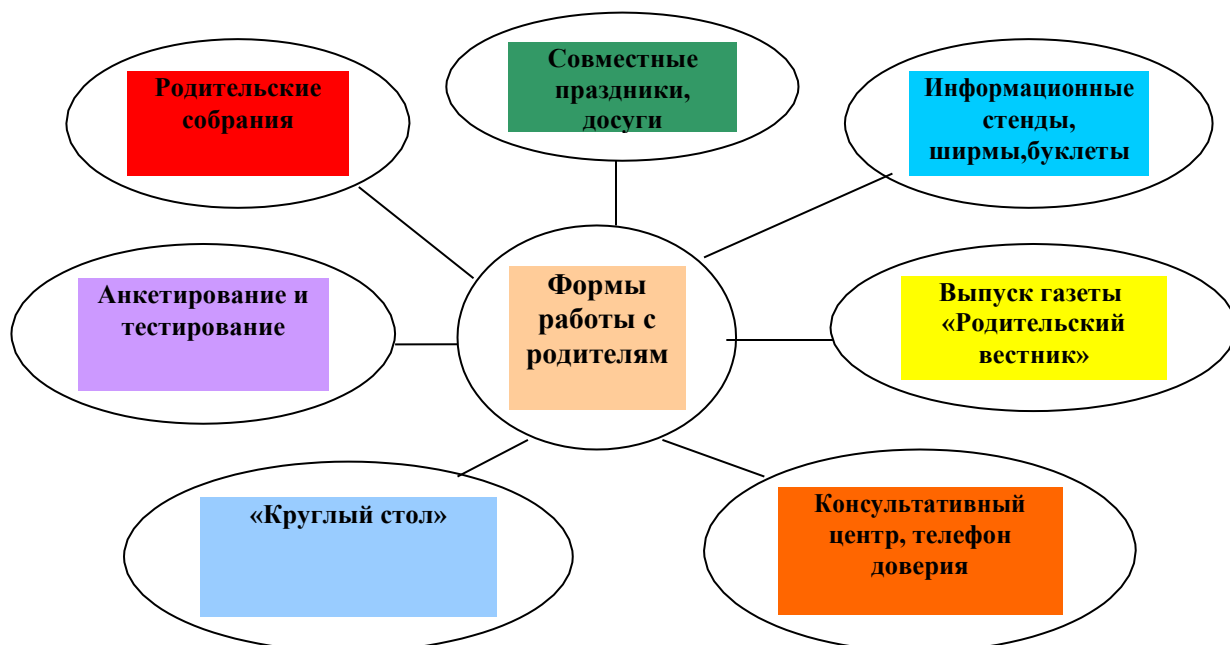 Родительские
собрания
Совместные
праздники,
досуги
Информационные
стенды,
ширмы,буклеты
Анкетирование и
тестирование
Формы
работы с
родителям
Выпуск газеты
«Родительский
вестник»
«Круглый стол»
Консультативный
центр, телефон
доверия